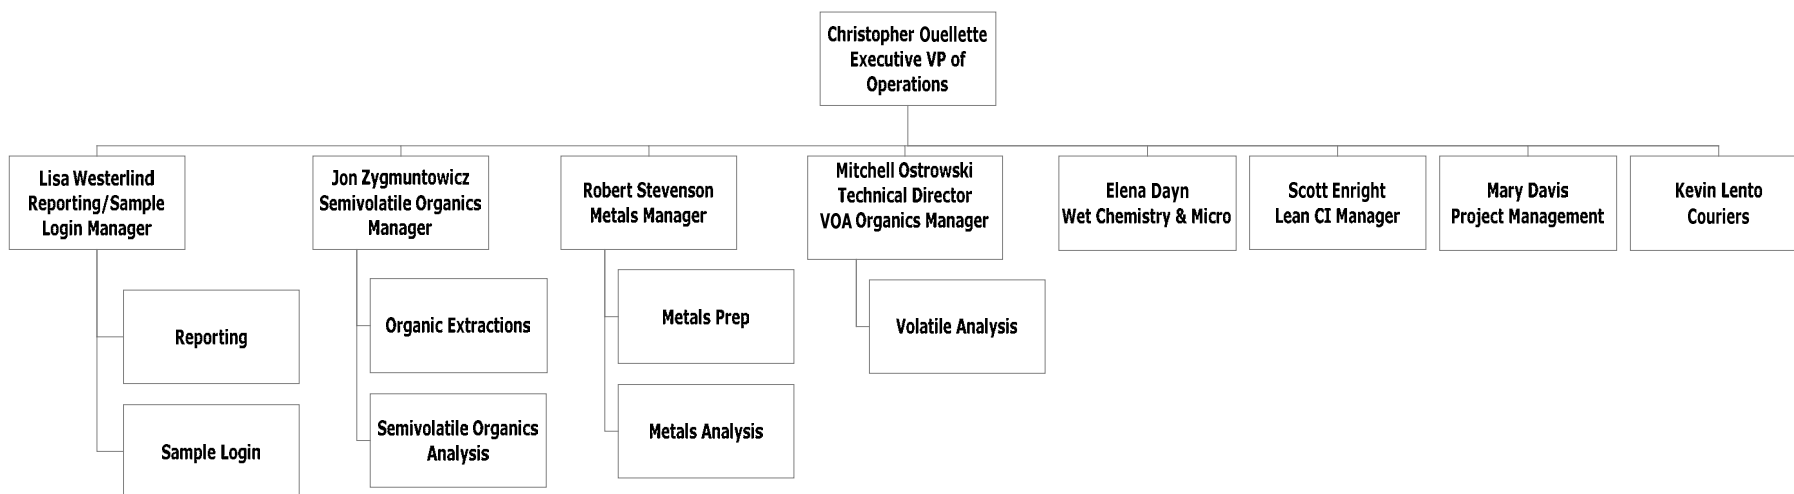 Christopher Ouellette
Executive VP of
Operations
Lisa Westerlind
Reporting/Sample
Login Manager
Jon Zygmuntowicz
Semivolatile Organics
Manager
Robert Stevenson
Metals Manager
Mitchell Ostrowski
Technical Director
VOA Organics Manager
Elena Dayn
Wet Chemistry & Micro
Scott Enright
Lean CI Manager
Mary Davis
Project Management
Kevin Lento
Couriers
Reporting
Sample Login
Organic Extractions
Semivolatile Organics
Analysis
Metals Prep
Metals Analysis
Volatile Analysis